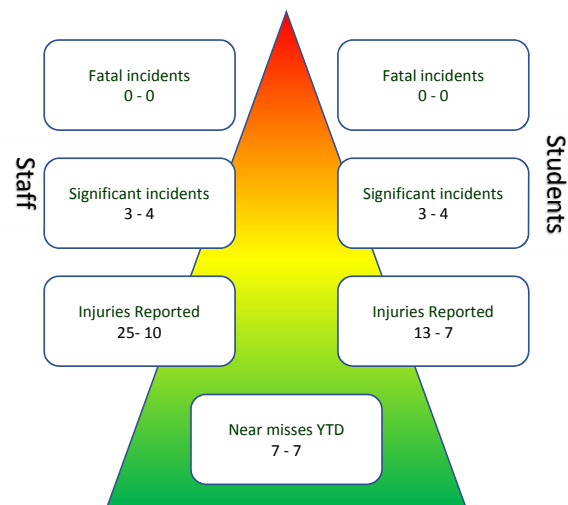 Fatal incidents
0 - 0
Fatal incidents
0 - 0
Staff
Students
Significant incidents
3 - 4
Significant incidents
3 - 4
Injuries Reported
25- 10
Injuries Reported
13 - 7
Near misses YTD
7 - 7